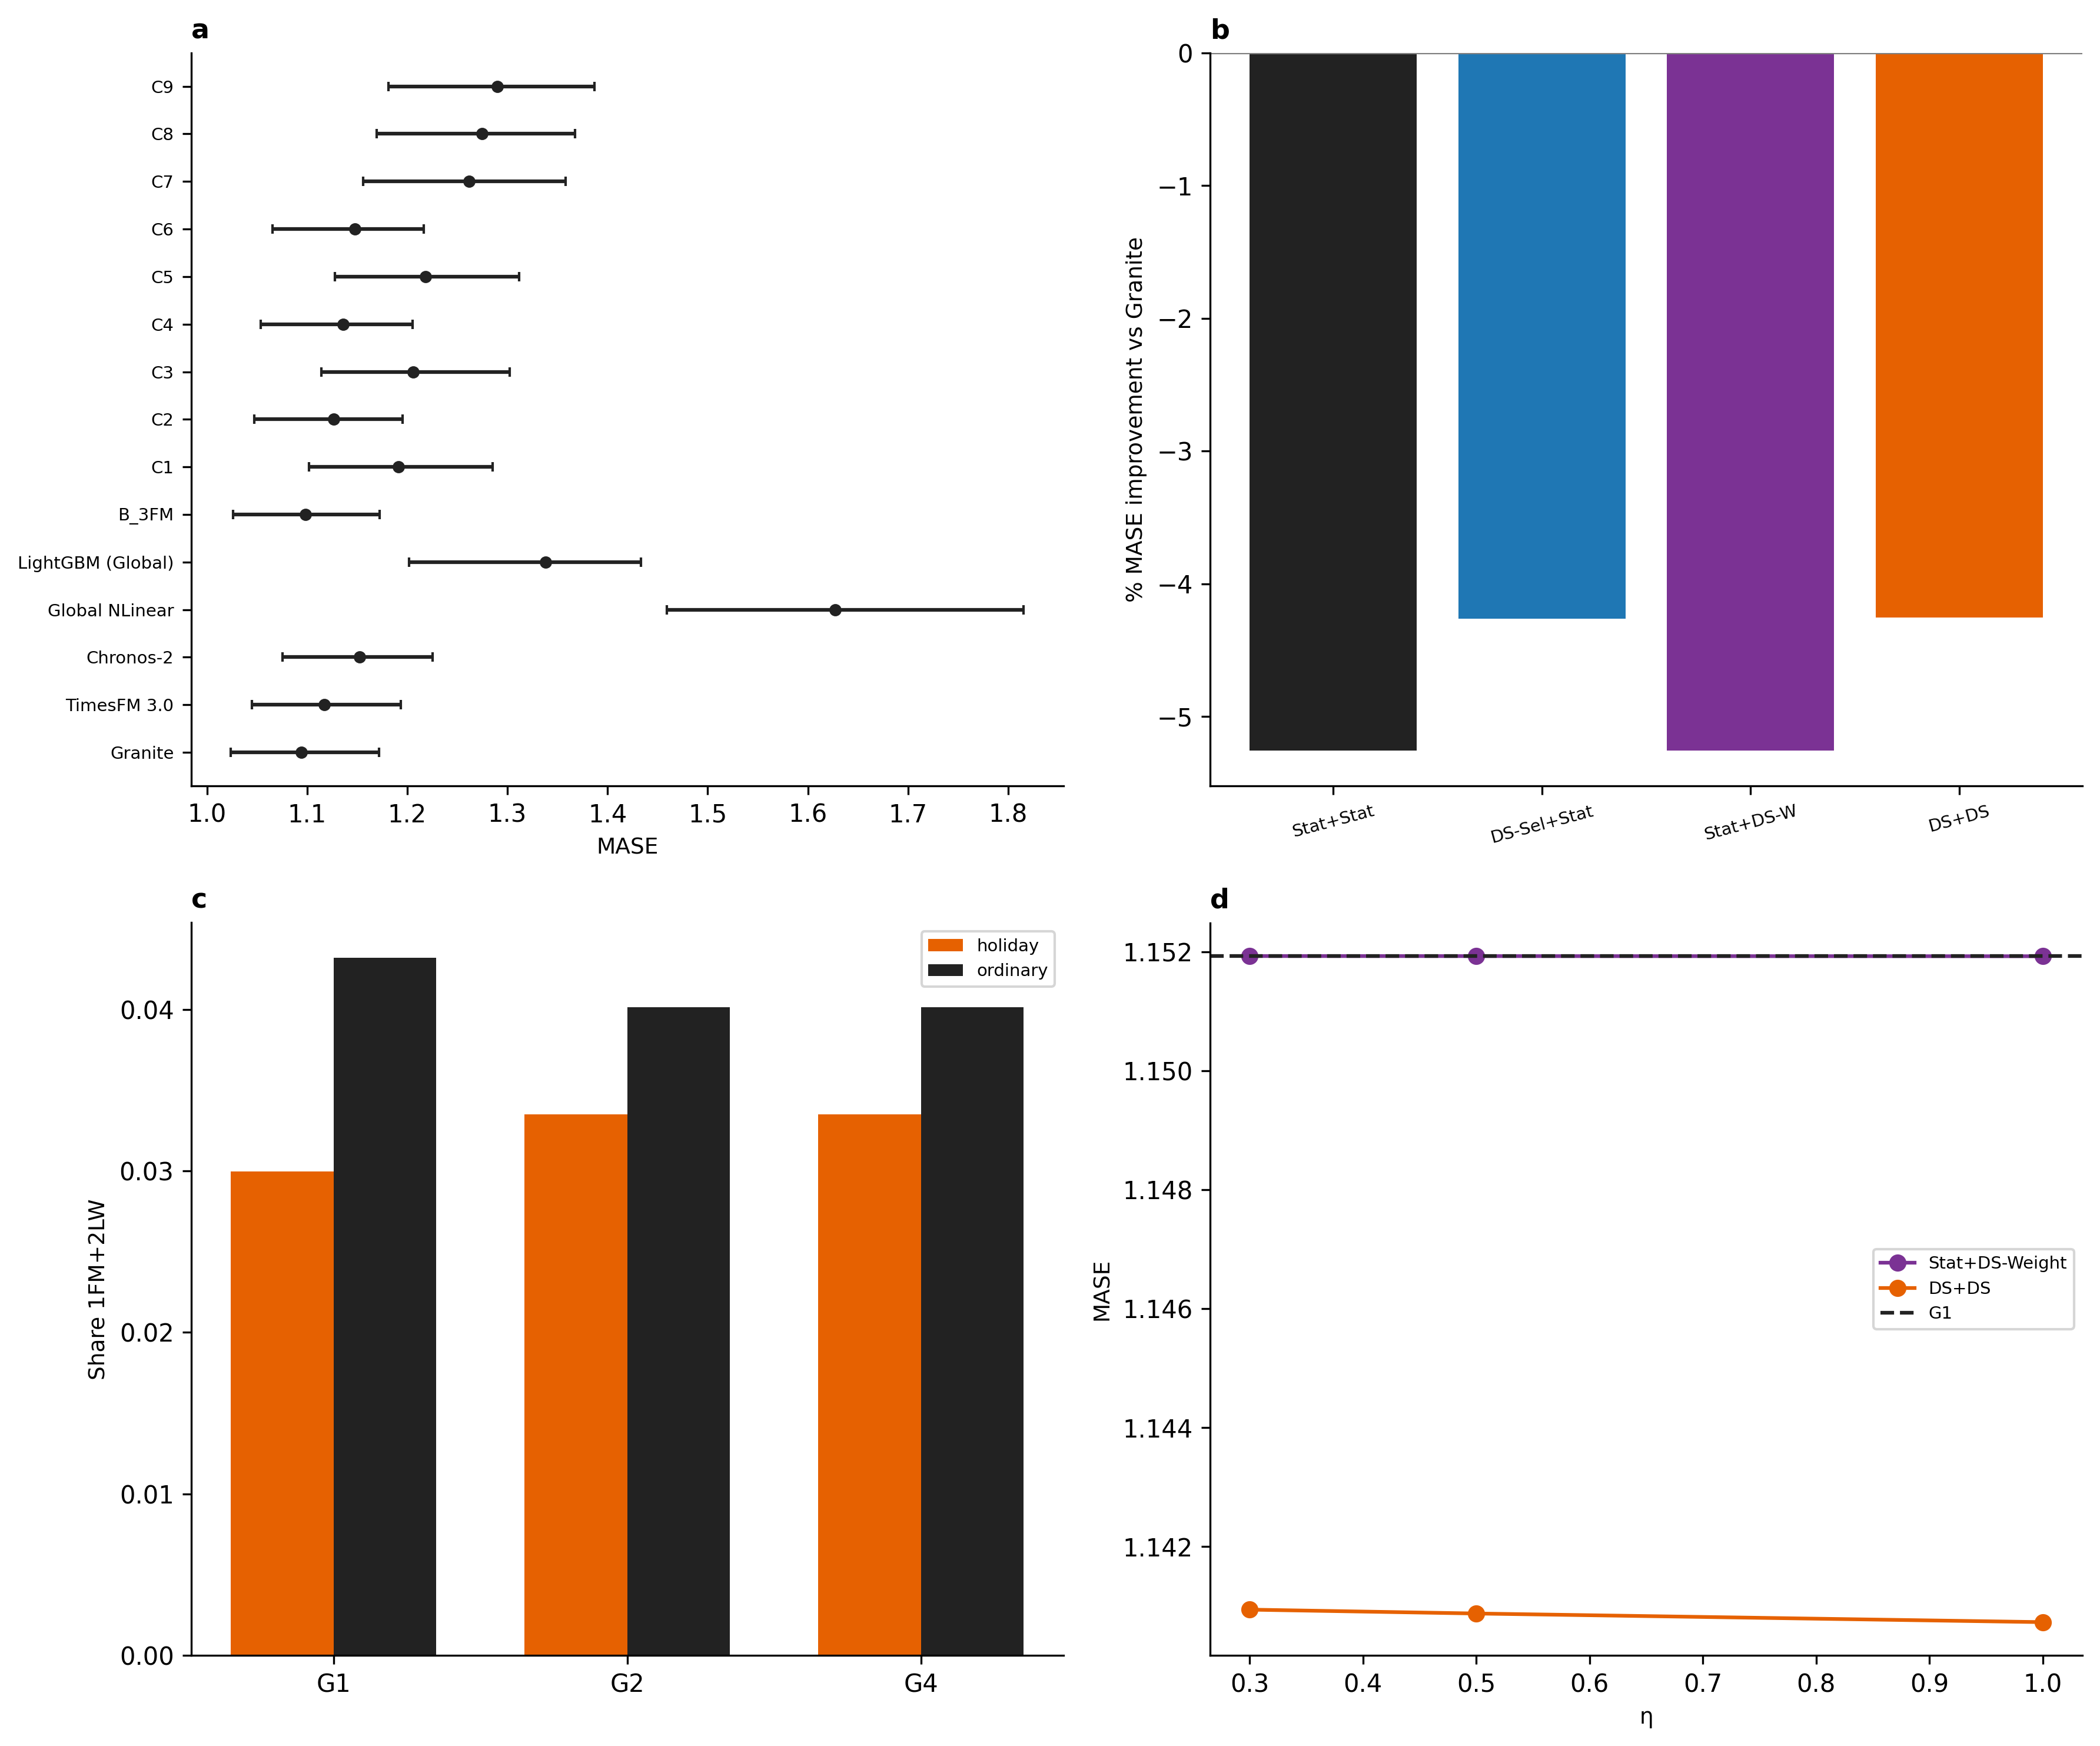 a
C9
C8
C7
C6
C5
C4
C3
C2
C1
B_3FM
LightGBM (Global)
Global NLinear
Chronos-2
TimesFM 3.0
Granite
1.0 1.1 1.2 1.3 1.4 1.5 1.6 1.7 1.8
MASE
b
% MASE improvement vs Granite
0
−1
−2
−3
−4
−5
Stat+Stat DS-Sel+Stat Stat+DS-W DS+DS
c
Share 1FM+2LW
0.04
0.03
0.02
0.01
0.00
holiday
ordinary
G1 G2 G4
d
MASE
1.152
1.150
1.148
1.146
1.144
1.142
Stat+DS-Weight
DS+DS
G1
0.3 0.4 0.5 0.6 0.7 0.8 0.9 1.0
η